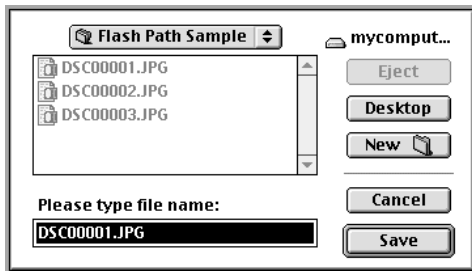 Flash Path Sample
mycomput...
DSC00001.JPG
DSC00002.JPG
DSC00003.JPG
Eject
Desktop
New
Please type file name:
DSC00001.JPG
Cancel
Save